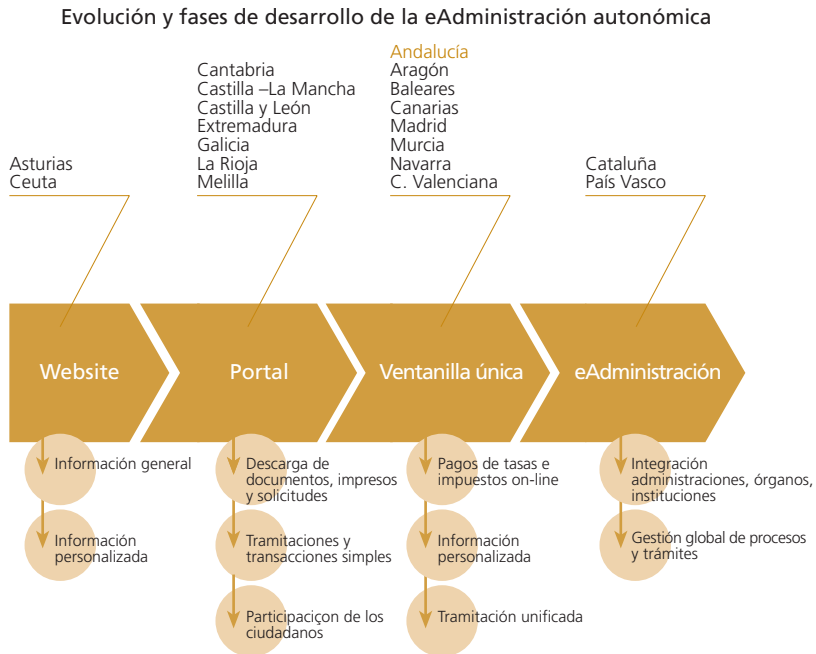 Evolución y fases de desarrollo de la eAdministración autonómica
Asturias
Ceuta
Cantabria
Castilla –La Mancha
Castilla y León
Extremadura
Galicia
La Rioja
Melilla
Andalucía
Aragón
Baleares
Canarias
Madrid
Murcia
Navarra
C. Valenciana
Cataluña
País Vasco
Website
Portal
Ventanilla única
eAdministración
Información general
Información
personalizada
Descarga de
documentos, impresos
y solicitudes
Tramitaciones y
transacciones simples
Participaciçon de los
ciudadanos
Pagos de tasas e
impuestos on-line
Información
personalizada
Tramitación unificada
Integración
administraciones, órganos,
instituciones
Gestión global de procesos
y trámites